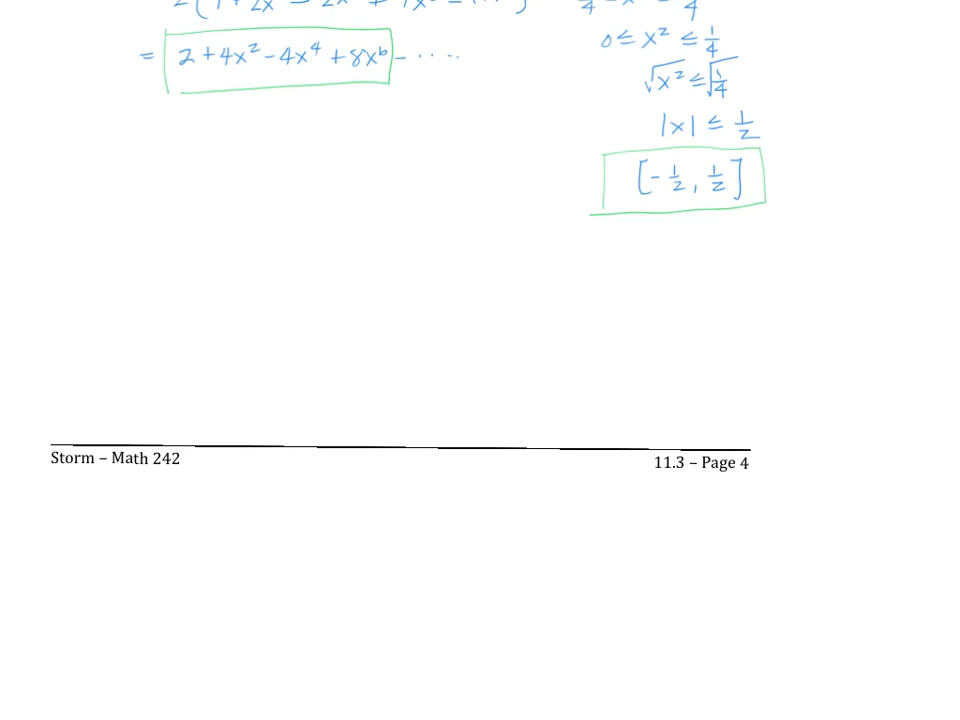 = 2 + 4x² - 4x⁴ + 8x⁶ - ····
0 ≤ x² ≤ 1/4
√x² ≤ √1/4
|x| ≤ 1/2
[-1/2, 1/2]
Storm – Math 242
11.3 – Page 4